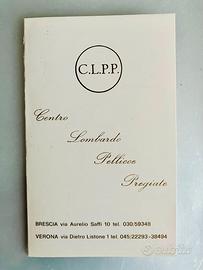 C.L.P.P.
Centro
Lombardo
Pellicce
Pregiate
BRESCIA via Aurelio Saffi 10 tel. 030/59348
VERONA via Dietro Listone 1 tel. 045/22293-38494
subito